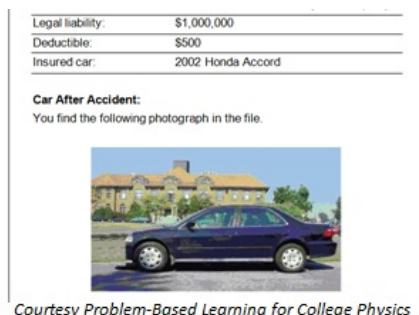 Legal liability: $1,000,000
Deductible: $500
Insured car: 2002 Honda Accord
Car After Accident:
You find the following photograph in the file.
Courtesy Problem-Based Learning for College Physics